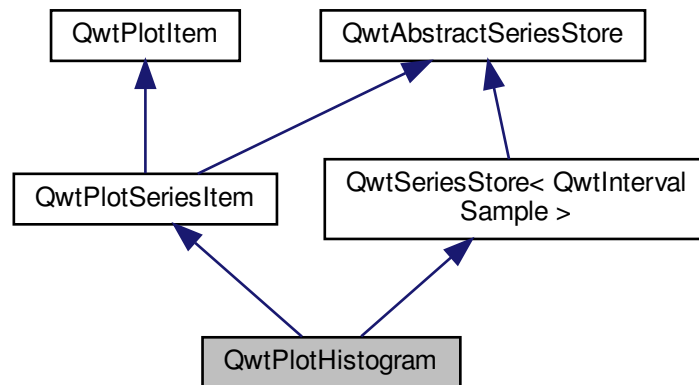 QwtPlotItem
QwtAbstractSeriesStore
QwtPlotSeriesItem
QwtSeriesStore< QwtInterval
Sample >
QwtPlotHistogram